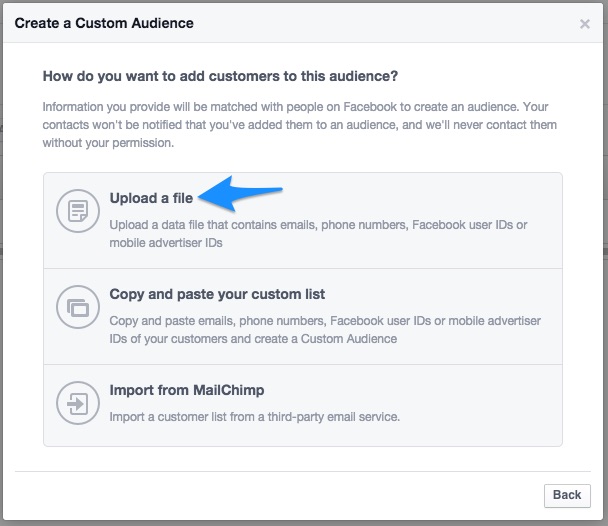 Create a Custom Audience
How do you want to add customers to this audience?
Information you provide will be matched with people on Facebook to create an audience. Your
contacts won't be notified that you've added them to an audience, and we'll never contact them
without your permission.
Upload a file
Upload a data file that contains emails, phone numbers, Facebook user IDs or
mobile advertiser IDs
Copy and paste your custom list
Copy and paste emails, phone numbers, Facebook user IDs or mobile advertiser
IDs of your customers and create a Custom Audience
Import from MailChimp
Import a customer list from a third-party email service.
Back